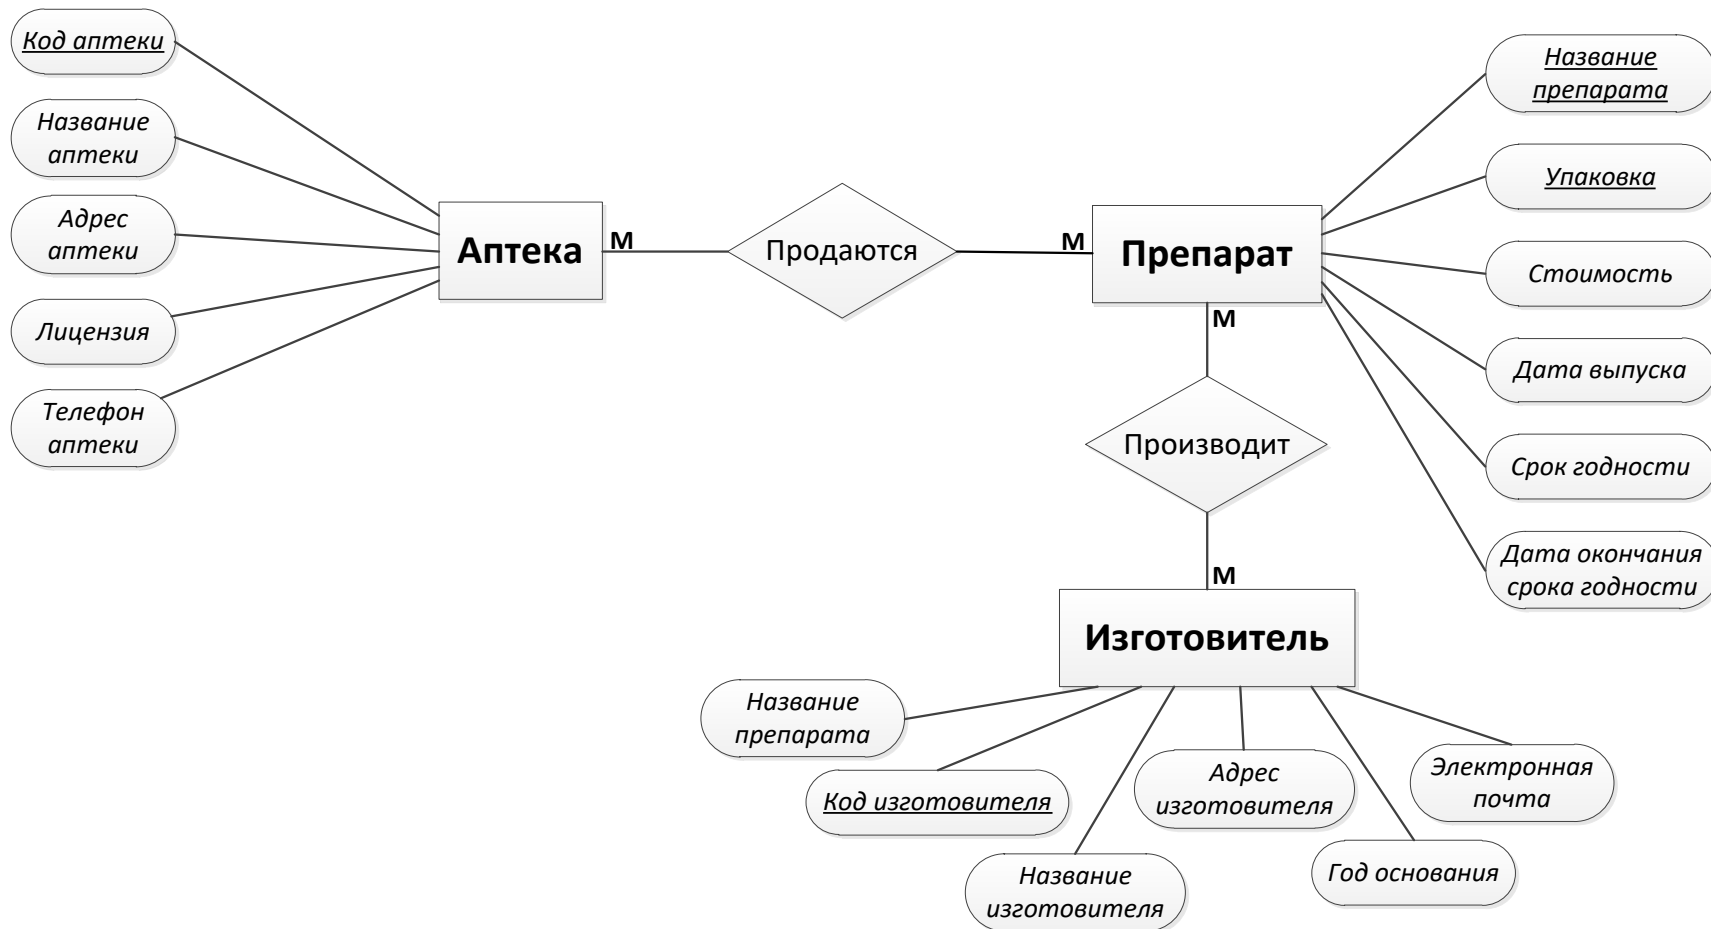 Код аптеки
Название
аптеки
Адрес
аптеки
Лицензия
Телефон
аптеки
Аптека
М
Продаются
М
Препарат
Название
препарата
Упаковка
Стоимость
Дата выпуска
Срок годности
Дата окончания
срока годности
М
Производит
М
Изготовитель
Название
препарата
Код изготовителя
Название
изготовителя
Адрес
изготовителя
Год основания
Электронная
почта